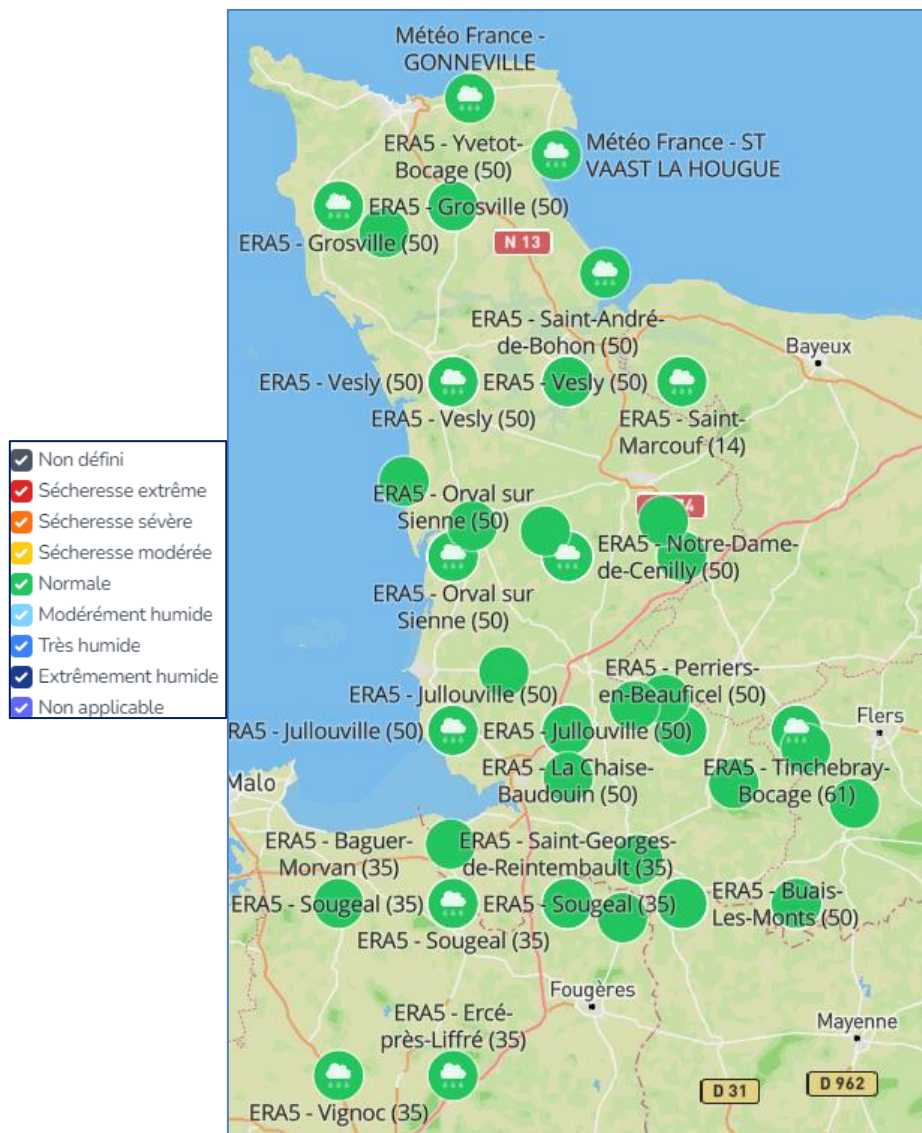 Météo France -
GONNEVILLE
ERA5 - Yvetot-
Bocage (50)
Météo France - ST
VAAST LA HOUGUE
ERA5 - Grosville (50)
ERA5 - Grosville (50)
N 13
ERA5 - Saint-André-
de-Bohon (50)
Bayeux
ERA5 - Vesly (50)
ERA5 - Vesly (50)
ERA5 - Vesly (50)
ERA5 - Saint-
Marcouf (14)
Non défini
Sécheresse extrême
Sécheresse sévère
Sécheresse modérée
Normale
Modérément humide
Très humide
Extrêmement humide
Non applicable
ERA5 - Orval sur
Sienne (50)
ERA5 - Notre-Dame-
de-Cenilly (50)
ERA5 - Orval sur
Sienne (50)
ERA5 - Perriers-
en-Beauficel (50)
ERA5 - Jullouville (50)
RA5 - Jullouville (50)
ERA5 - Jullouville (50)
Flers
ERA5 - La Chaise-
Baudouin (50)
ERA5 - Tinchebray-
Bocage (61)
Malo
ERA5 - Baguer-
Morvan (35)
ERA5 - Saint-Georges-
de-Reintembault (35)
ERA5 - Sougeal (35)
ERA5 - Sougeal (35)
ERA5 - Buais-
Les-Monts (50)
ERA5 - Sougeal (35)
Fougères
ERA5 - Ercé-
près-Liffré (35)
Mayenne
D 31
D 962
ERA5 - Vignoc (35)